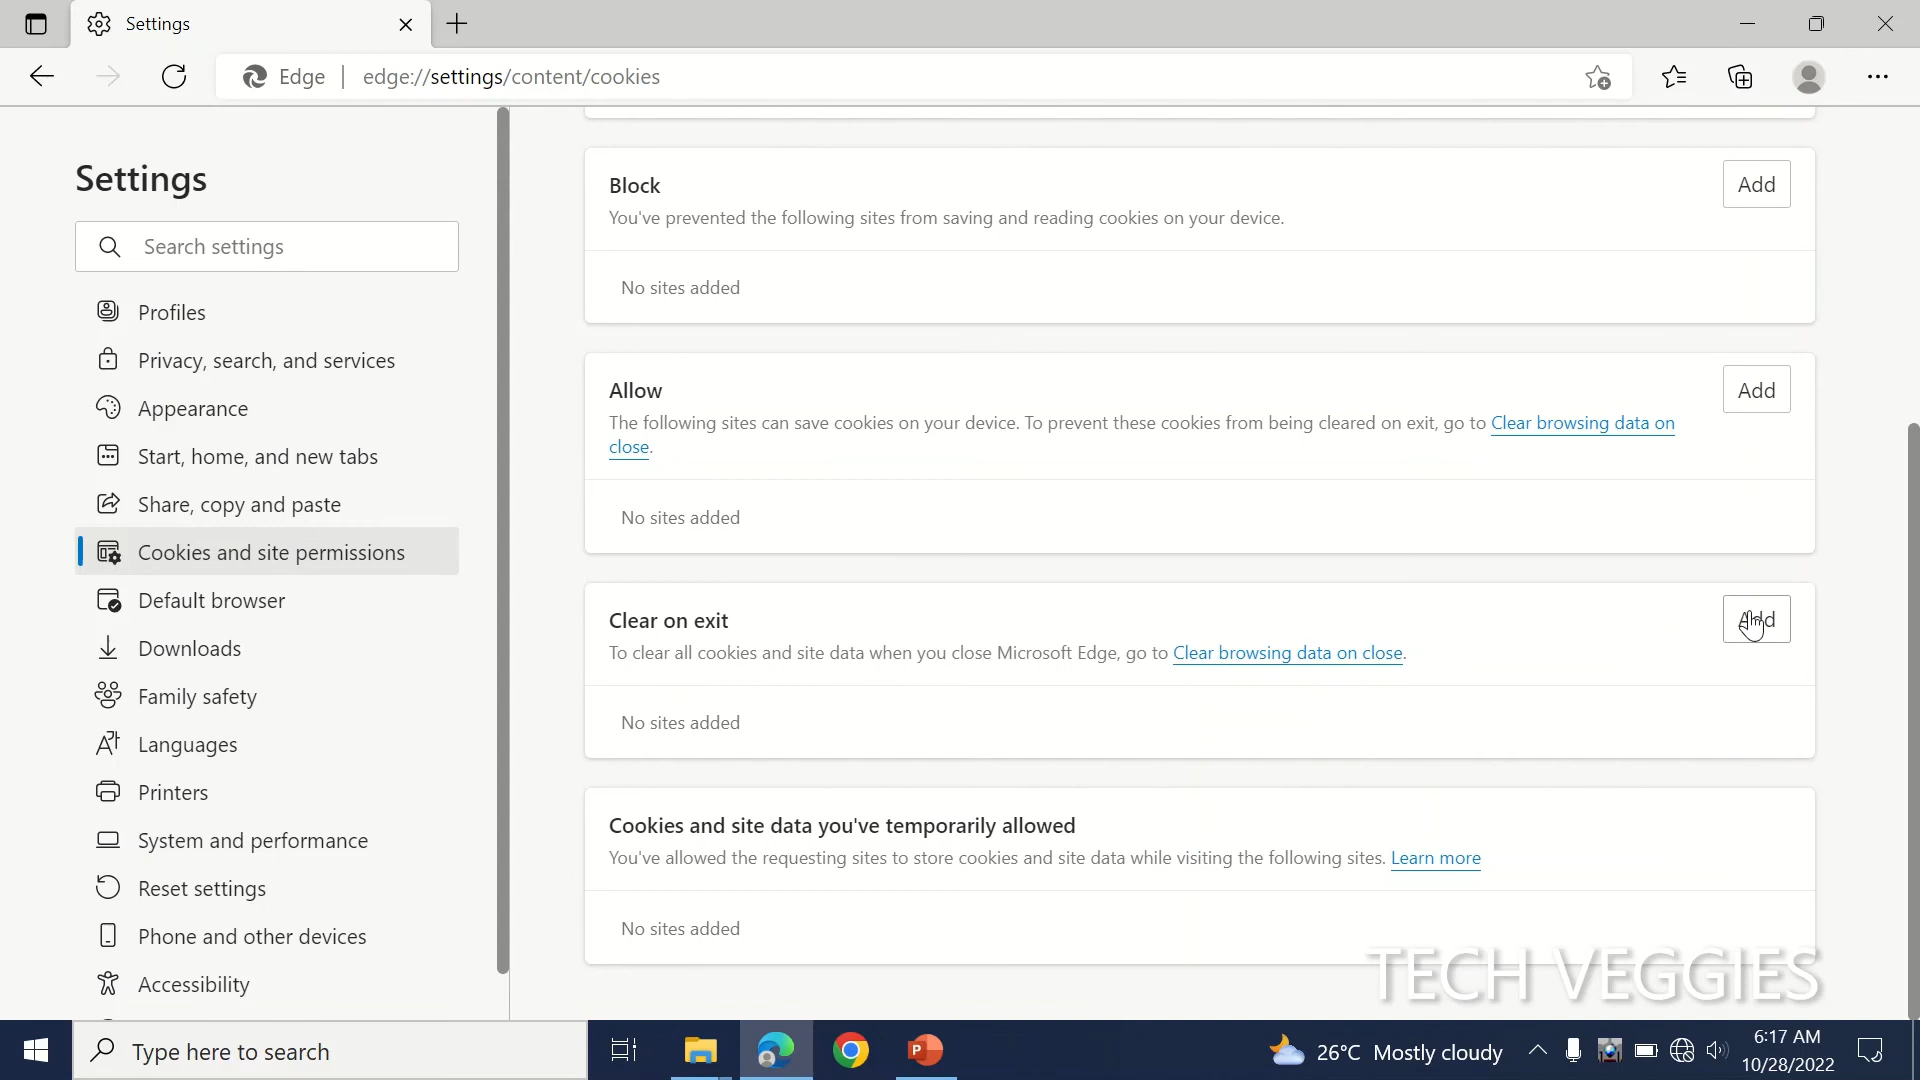 Settings
Edge
edge://settings/content/cookies
Settings
Search settings
Profiles
Privacy, search, and services
Appearance
Start, home, and new tabs
Share, copy and paste
Cookies and site permissions
Default browser
Downloads
Family safety
Languages
Printers
System and performance
Reset settings
Phone and other devices
Accessibility
Block
Add
You've prevented the following sites from saving and reading cookies on your device.
No sites added
Allow
Add
The following sites can save cookies on your device. To prevent these cookies from being cleared on exit, go to Clear browsing data on
close.
No sites added
Clear on exit
Add
To clear all cookies and site data when you close Microsoft Edge, go to Clear browsing data on close.
No sites added
Cookies and site data you've temporarily allowed
You've allowed the requesting sites to store cookies and site data while visiting the following sites. Learn more
No sites added
TECH VEGGIES
Type here to search
26°C Mostly cloudy
6:17 AM
10/28/2022